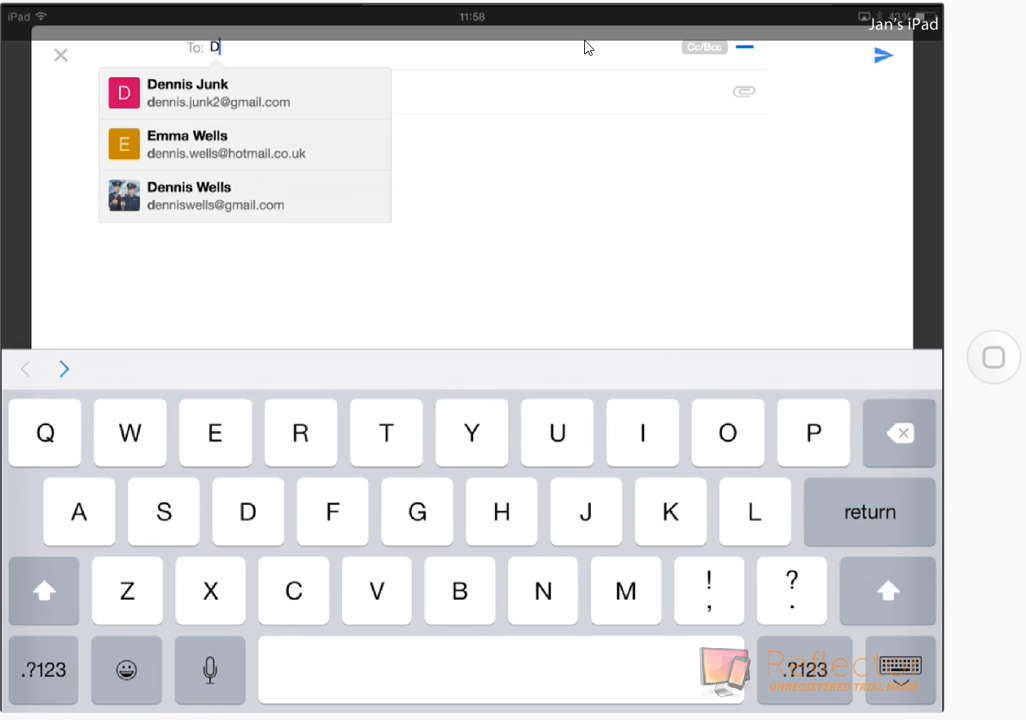 iPad 11:58 43%
Jan's iPad
To: D Cc/Bcc
D Dennis Junk
dennis.junk2@gmail.com
E Emma Wells
dennis.wells@hotmail.co.uk
Dennis Wells
denniswells@gmail.com
Q W E R T Y U I O P
A S D F G H J K L return
Z X C V B N M ! , ? .
.?123 .?123
Reflector
UNREGISTERED TRIAL MODE